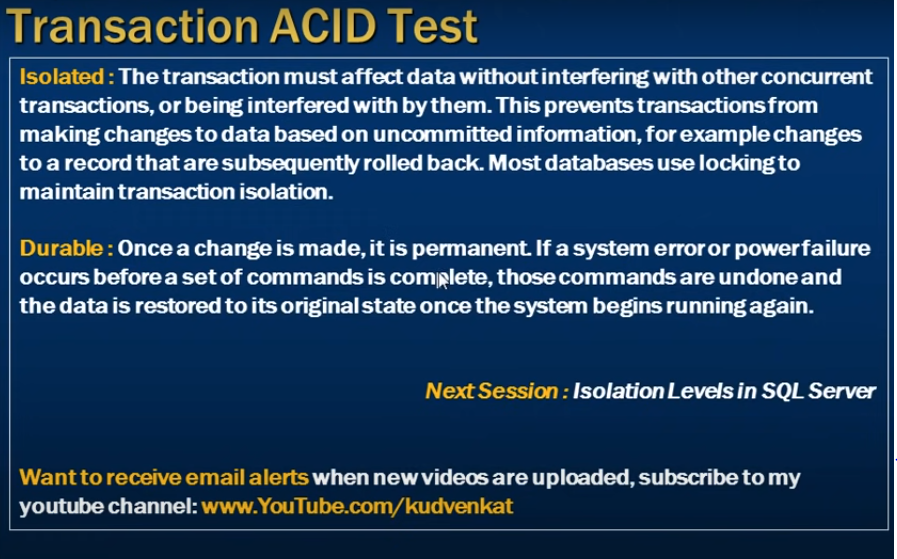 Transaction ACID Test
Isolated : The transaction must affect data without interfering with other concurrent
transactions, or being interfered with by them. This prevents transactions from
making changes to data based on uncommitted information, for example changes
to a record that are subsequently rolled back. Most databases use locking to
maintain transaction isolation.
Durable : Once a change is made, it is permanent. If a system error or power failure
occurs before a set of commands is complete, those commands are undone and
the data is restored to its original state once the system begins running again.
Next Session : Isolation Levels in SQL Server
Want to receive email alerts when new videos are uploaded, subscribe to my
youtube channel: www.YouTube.com/kudvenkat